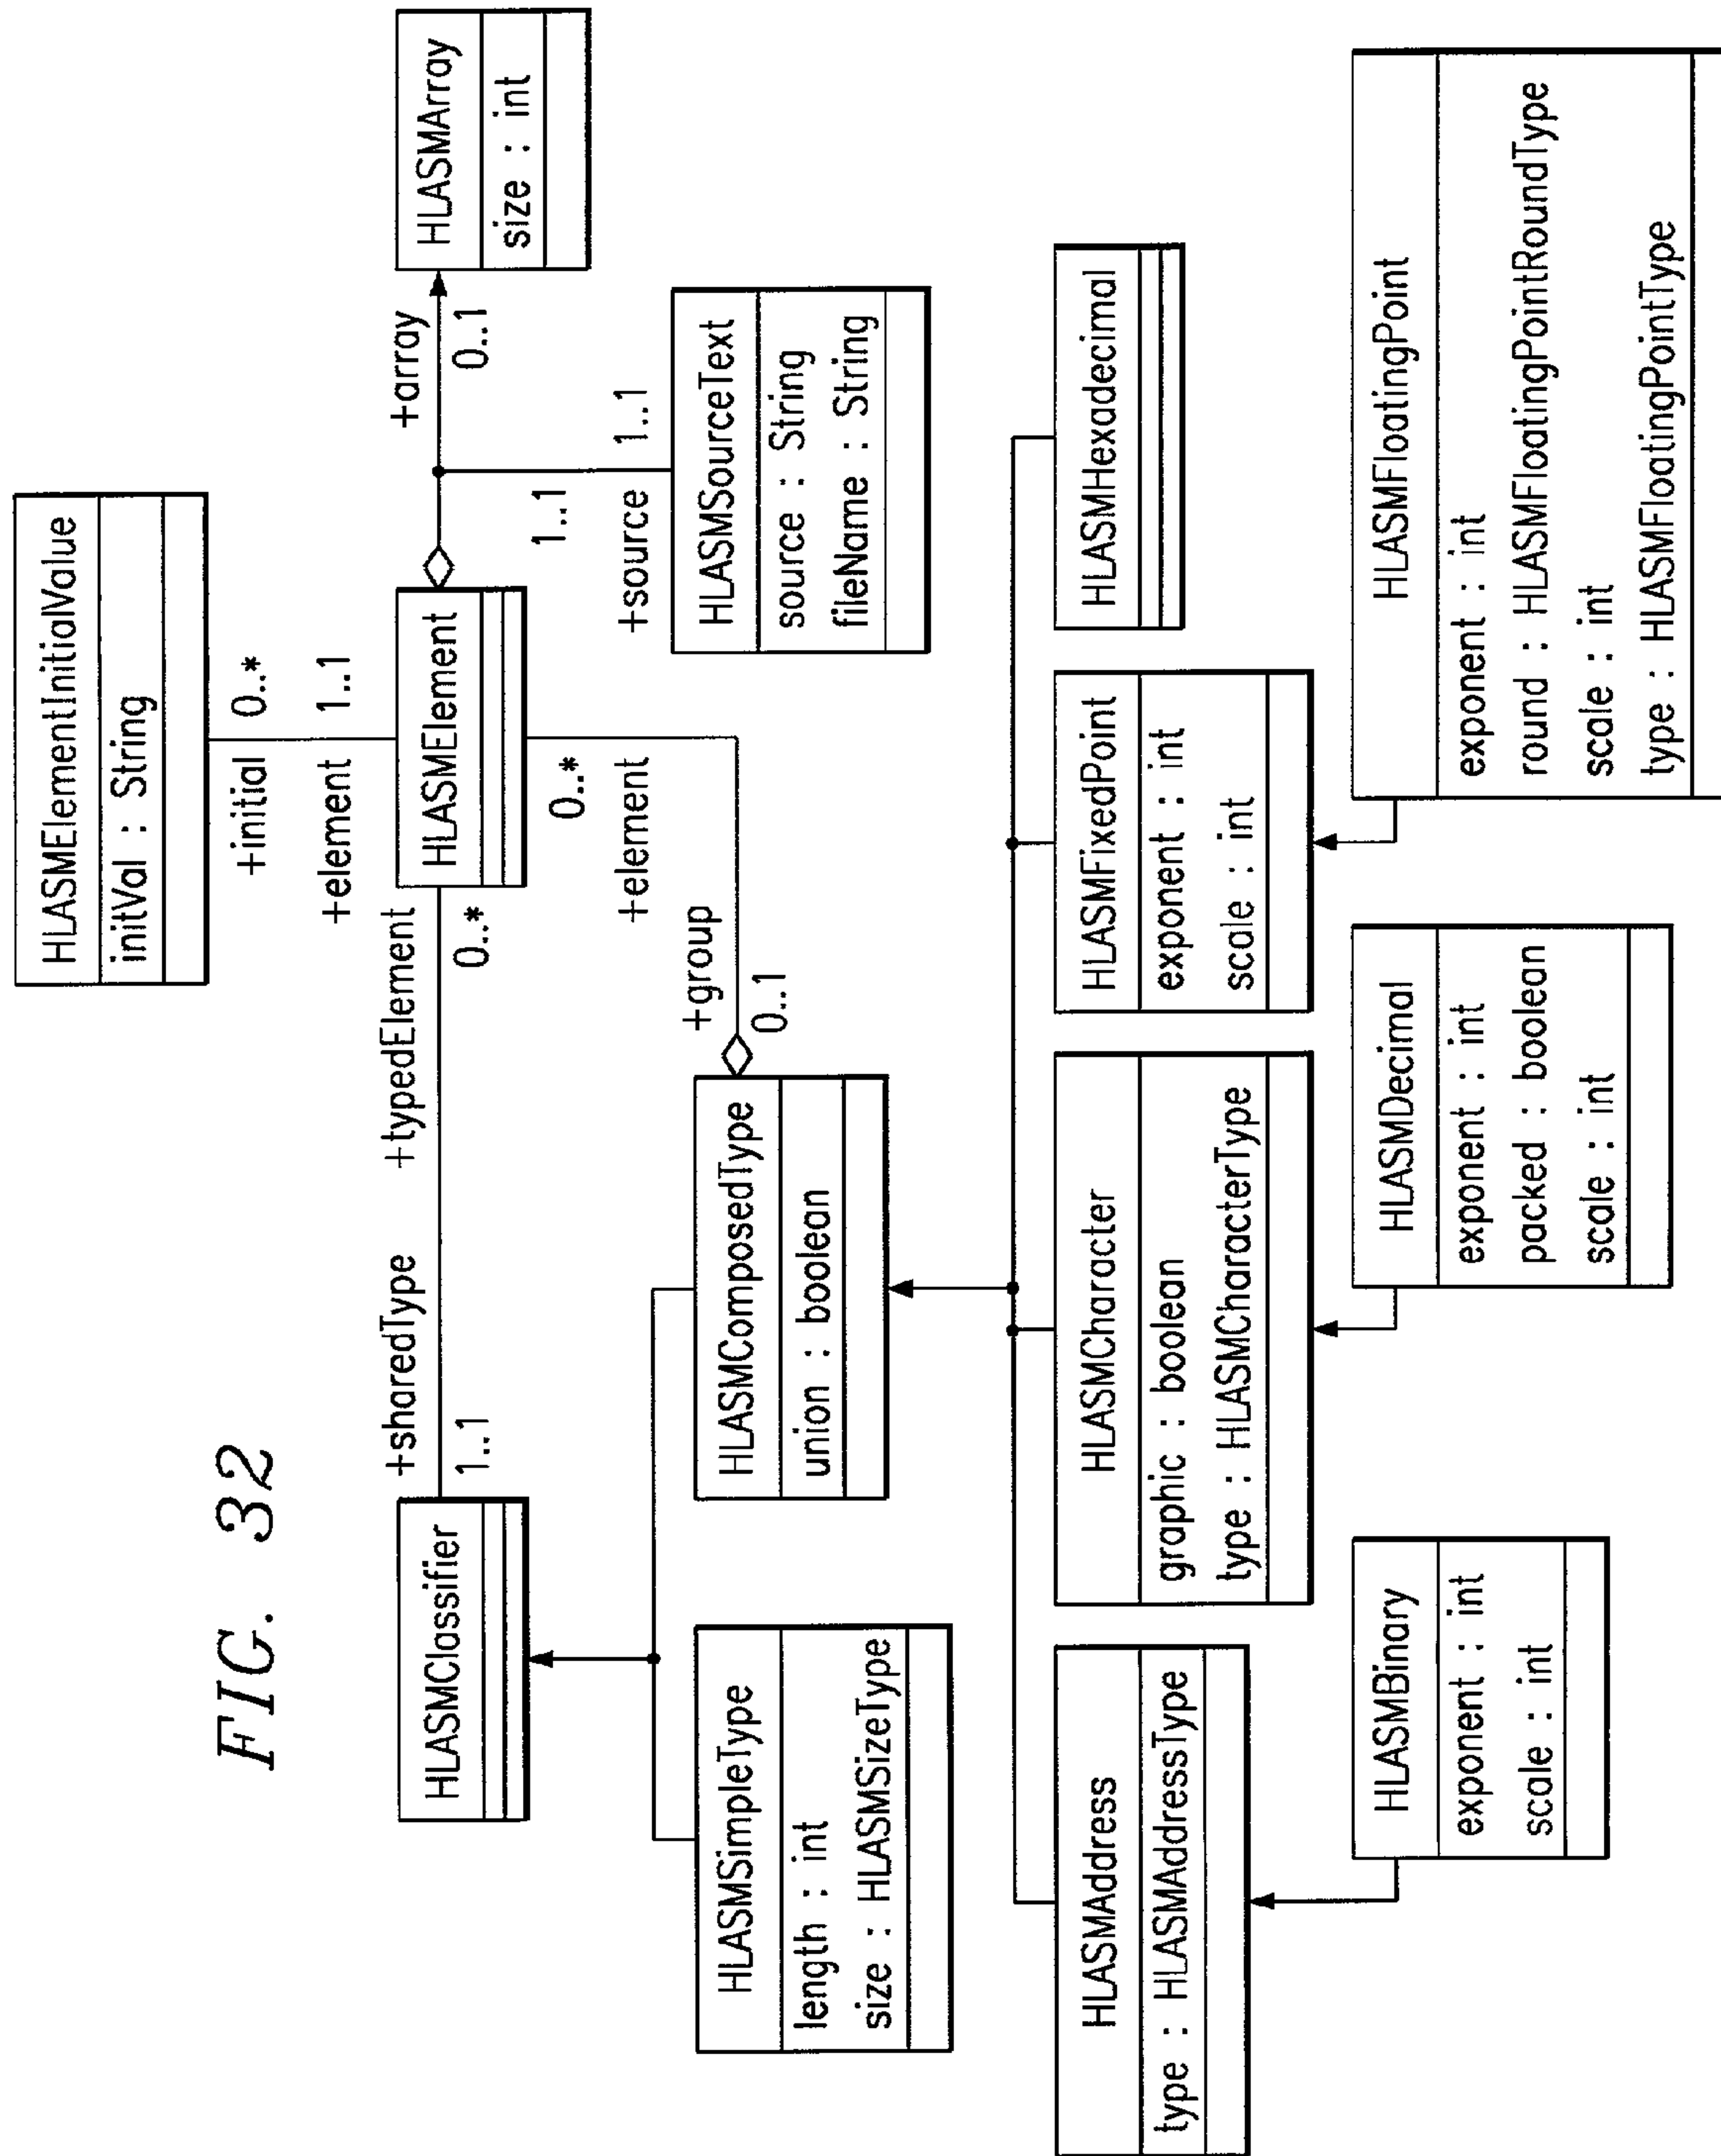 FIG. 32
HLASMElementInitialValue
initVal : String
+initial 0..*
+element 1..1
HLASMClassifier
+sharedType
1..1
+typedElement
0..*
HLASMElement
+array
0..1
HLASMArray
size : int
0..*
+element
1..1
+source 1..1
HLASMSourceText
source : String
fileName : String
HLASMSimpleType
length : int
size : HLASMSizeType
HLASMComposedType
union : boolean
+group
0..1
HLASMAddress
type : HLASMAddressType
HLASMCharacter
graphic : boolean
type : HLASMCharacterType
HLASMFixedPoint
exponent : int
scale : int
HLASMHexadecimal
HLASMBinary
exponent : int
scale : int
HLASMDecimal
exponent : int
packed : boolean
scale : int
HLASMFloatingPoint
exponent : int
round : HLASMFloatingPointRoundType
scale : int
type : HLASMFloatingPointType